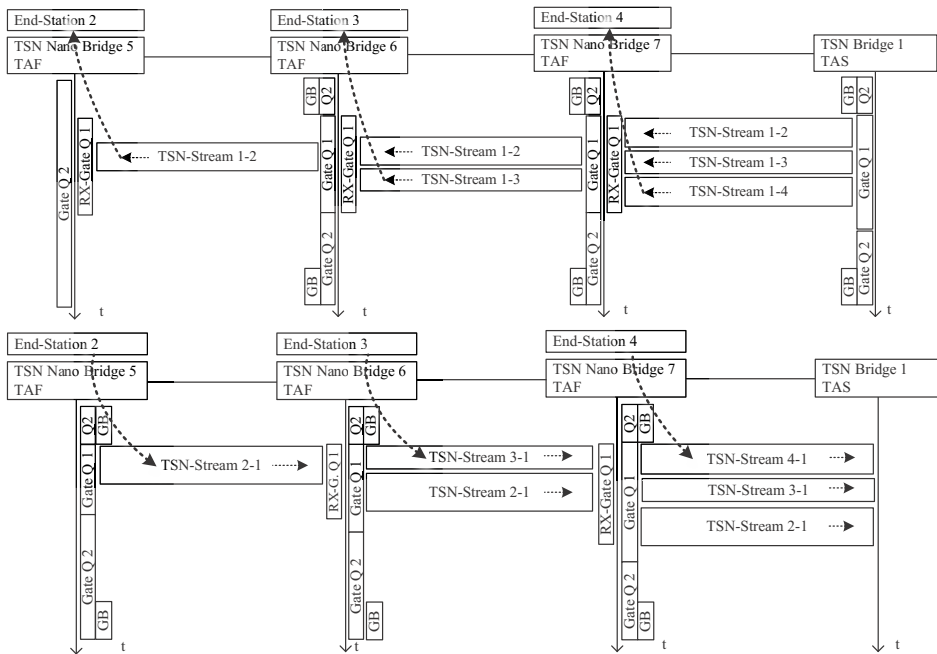 End-Station 2
End-Station 3
End-Station 4
TSN Nano Bridge 5
TAF
TSN Nano Bridge 6
TAF
TSN Nano Bridge 7
TAF
TSN Bridge 1
TAS
Gate Q 2
RX-Gate Q 1
TSN-Stream 1-2
GB
Q2
Gate Q 1
RX-Gate Q 1
Gate Q 2
GB
TSN-Stream 1-2
TSN-Stream 1-3
GB
Q2
Gate Q 1
RX-Gate Q 1
Gate Q 2
GB
TSN-Stream 1-2
TSN-Stream 1-3
TSN-Stream 1-4
GB
Q2
Gate Q 1
Gate Q 2
GB
t
t
t
t
End-Station 2
End-Station 3
End-Station 4
TSN Nano Bridge 5
TAF
TSN Nano Bridge 6
TAF
TSN Nano Bridge 7
TAF
TSN Bridge 1
TAS
Q2
GB
Gate Q 1
Gate Q 2
GB
TSN-Stream 2-1
RX-G. Q 1
Q2
GB
Gate Q 1
Gate Q 2
GB
TSN-Stream 3-1
TSN-Stream 2-1
RX-Gate Q 1
Q2
GB
Gate Q 1
Gate Q 2
GB
TSN-Stream 4-1
TSN-Stream 3-1
TSN-Stream 2-1
t
t
t
t